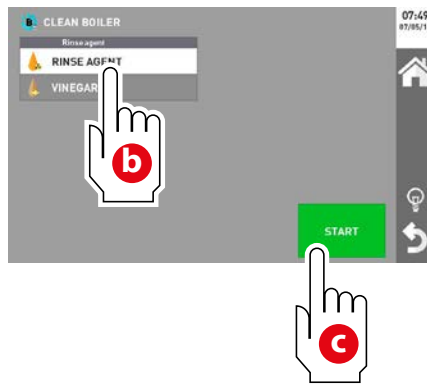 B. CLEAN BOILER
07:49
Rinse agent
RINSE AGENT
VINEGAR
b
START
c